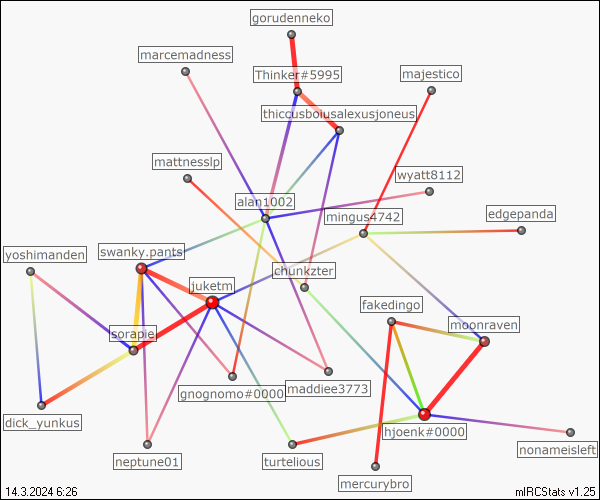 gorudenneko
marcemadness
Thinker#5995
majestico
thiccusboiusalexusjoneus
mattnesslp
wyatt8112
alan1002
mingus4742
edgepanda
yoshimanden
swanky.pants
chunkzter
juketm
fakedingo
moonraven
sorapie
gnognomo#0000
maddiee3773
dick_yunkus
hjoenk#0000
nonameisleft
neptune01
turtelious
mercurybro
14.3.2024 6:26
mIRCStats v1.25